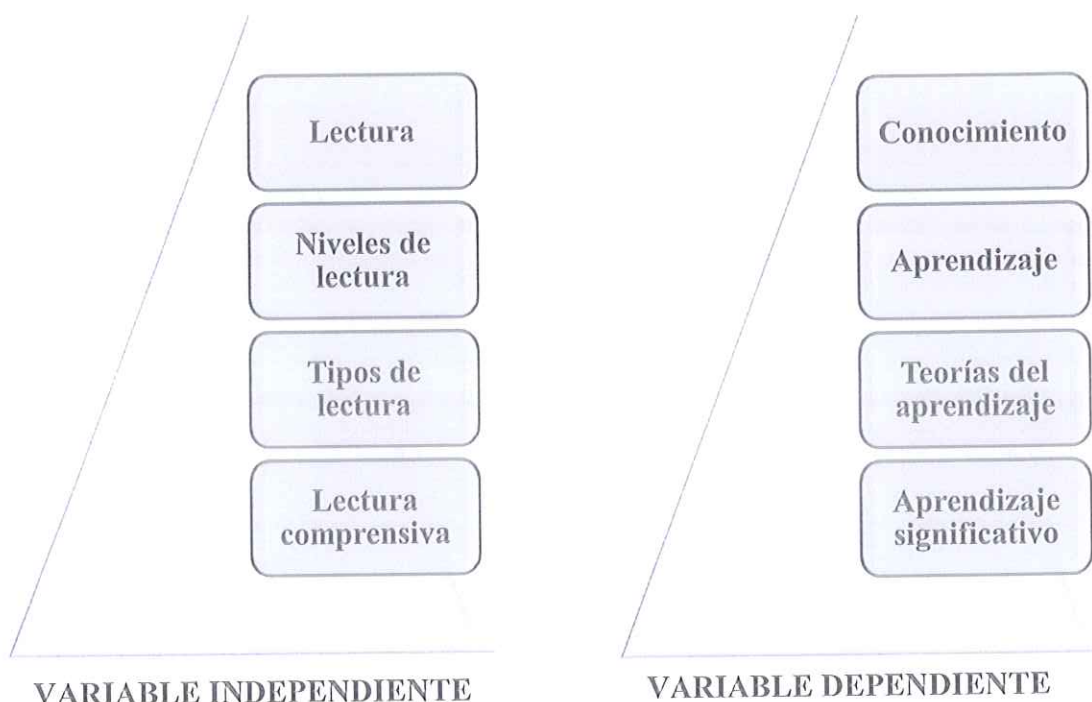 Lectura
Niveles de
lectura
Tipos de
lectura
Lectura
comprensiva
VARIABLE INDEPENDIENTE
Conocimiento
Aprendizaje
Teorías del
aprendizaje
Aprendizaje
significativo
VARIABLE DEPENDIENTE